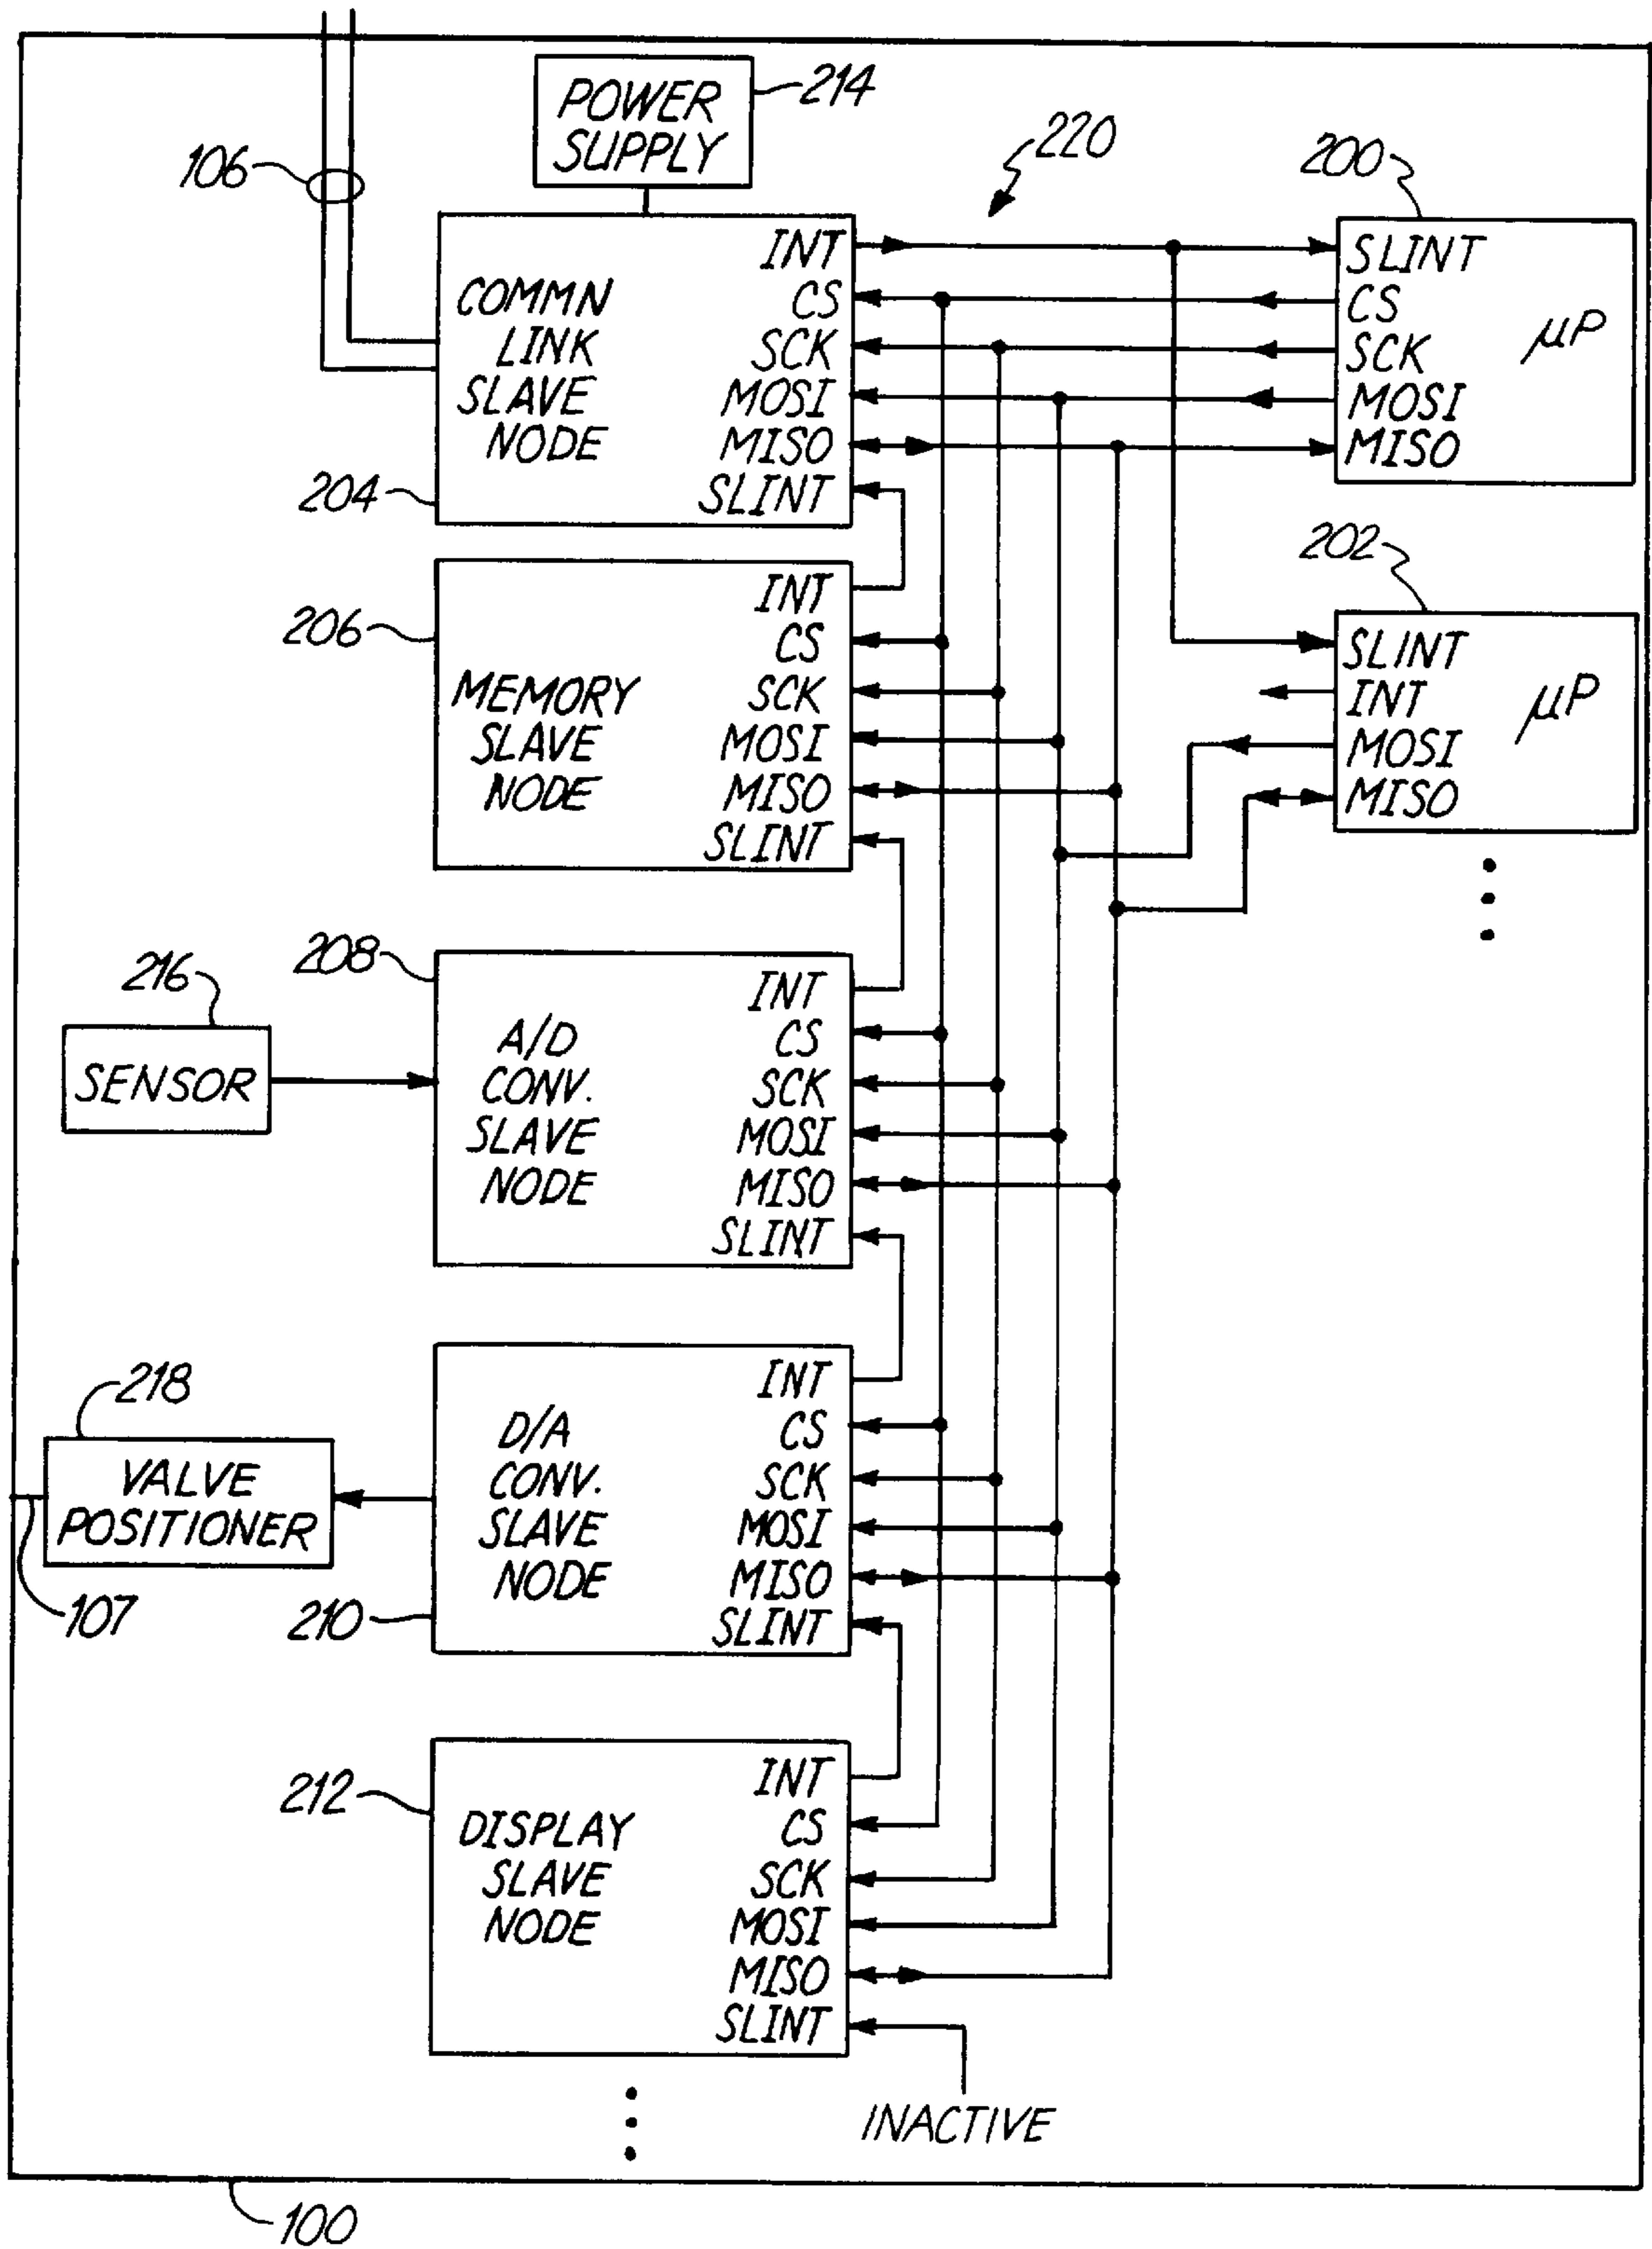 POWER
SUPPLY
214
106
220
200
COMMN
LINK
SLAVE
NODE
INT
CS
SCK
MOSI
MISO
SLINT
204
SLINT
CS
SCK
MOSI
MISO
μP
202
206
MEMORY
SLAVE
NODE
INT
CS
SCK
MOSI
MISO
SLINT
SLINT
INT
MOSI
MISO
μP
216
SENSOR
208
A/D
CONV.
SLAVE
NODE
INT
CS
SCK
MOSI
MISO
SLINT
218
VALVE
POSITIONER
107
D/A
CONV.
SLAVE
NODE
INT
CS
SCK
MOSI
MISO
SLINT
210
212
DISPLAY
SLAVE
NODE
INT
CS
SCK
MOSI
MISO
SLINT
INACTIVE
100